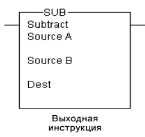 SUB
Subtract
Source A
Source B
Dest
Выходная
инструкция